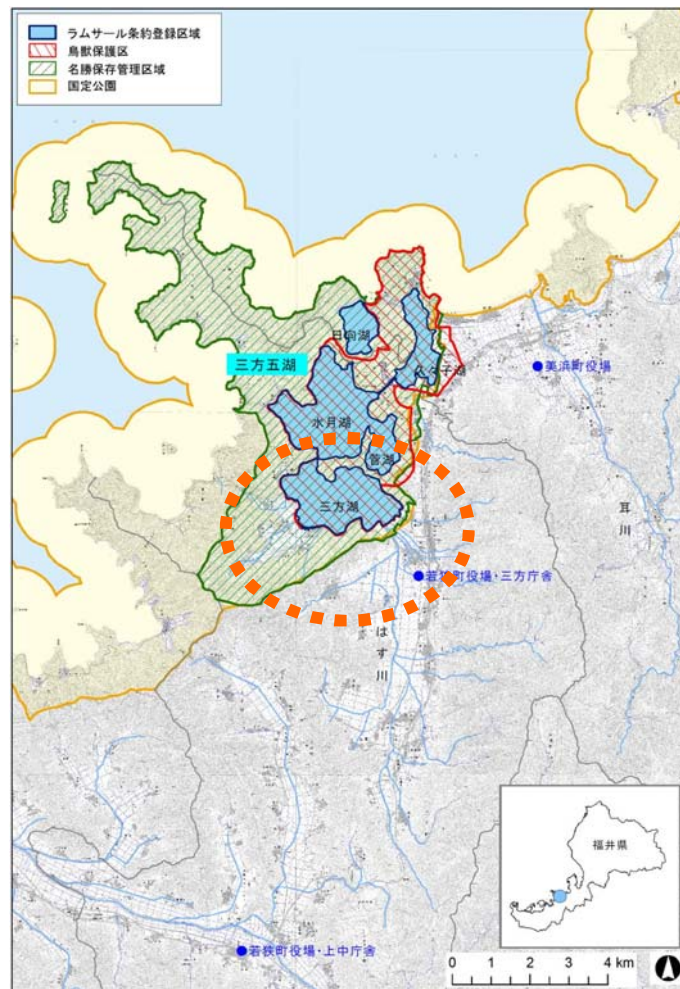 ラムサール条約登録区域
鳥獣保護区
名勝保存管理区域
国定公園
日向湖
三方五湖
久々子湖
美浜町役場
水月湖
菅湖
三方湖
耳川
若狭町役場・三方庁舎
はす川
福井県
若狭町役場・上中庁舎
0 1 2 3 4 km